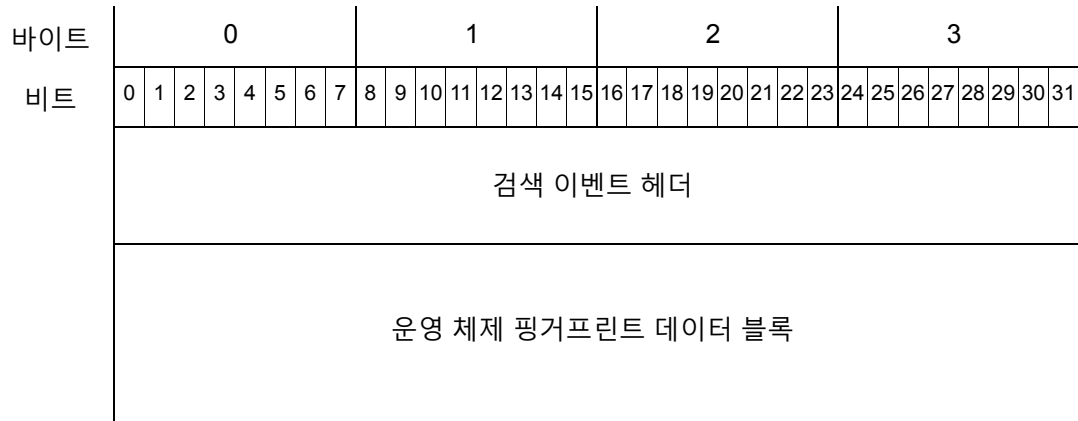 바이트 0 1 2 3
비트 0 1 2 3 4 5 6 7 8 9 10 11 12 13 14 15 16 17 18 19 20 21 22 23 24 25 26 27 28 29 30 31
검색 이벤트 헤더
운영 체제 핑거프린트 데이터 블록